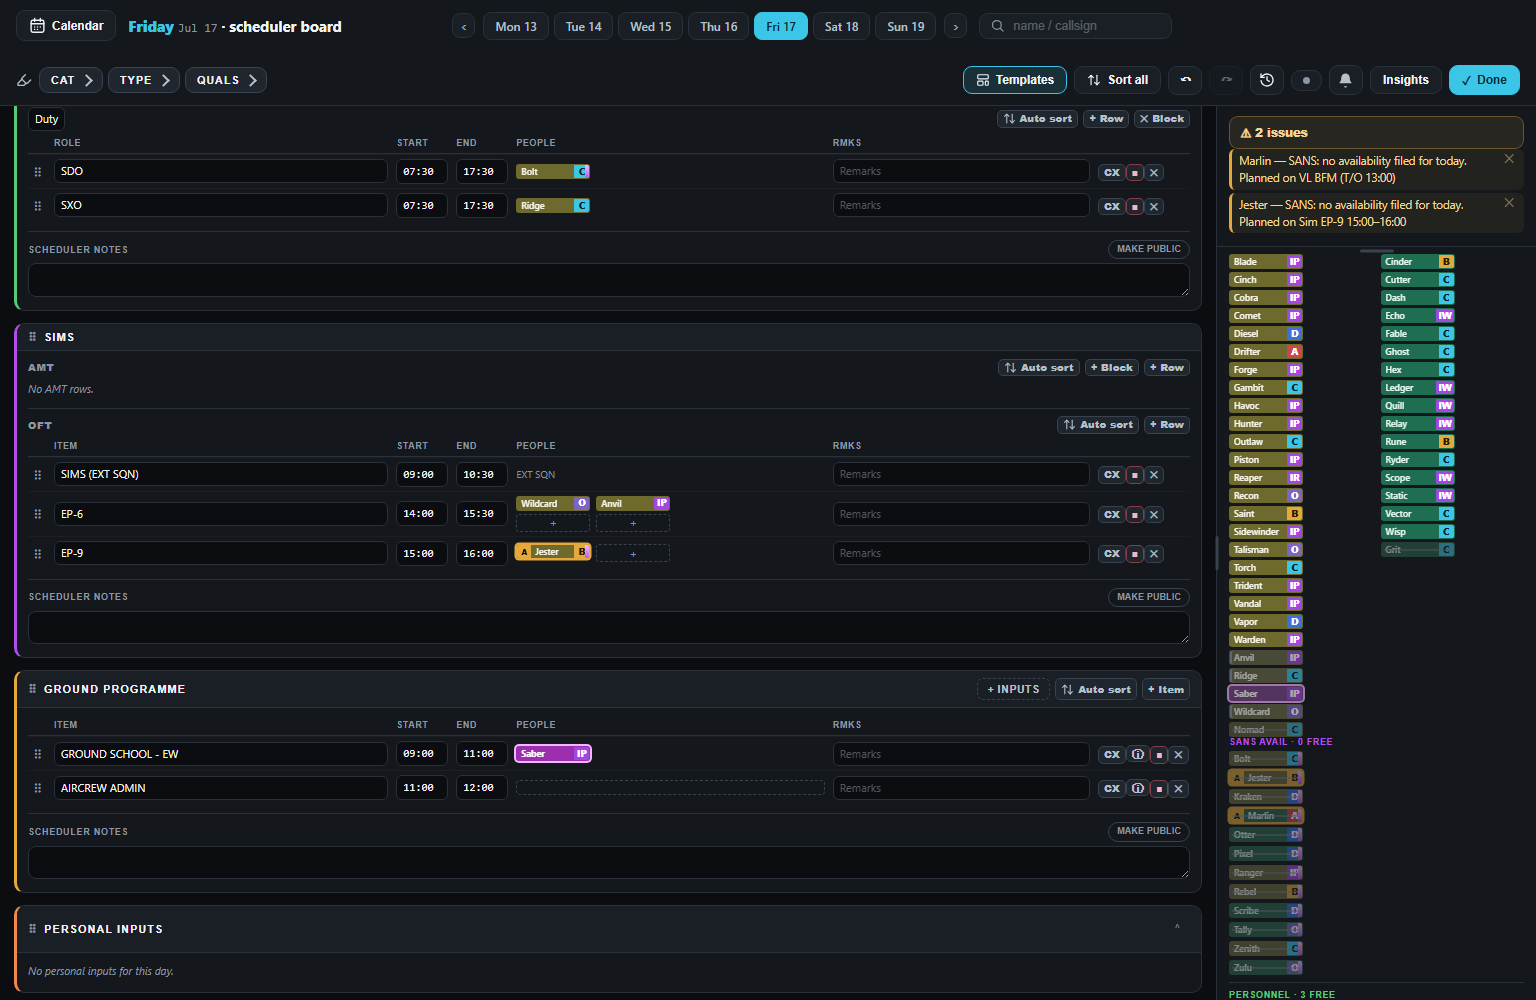 Calendar
Friday Jul 17 · scheduler board
‹ Mon 13 Tue 14 Wed 15 Thu 16 Fri 17 Sat 18 Sun 19 ›
name / callsign
CAT TYPE QUALS
Templates Sort all Insights ✓ Done
Duty
Auto sort + Row ✕ Block
ROLE START END PEOPLE RMKS
SDO 07:30 17:30 Bolt C Remarks CX ✕
SXO 07:30 17:30 Ridge C Remarks CX ✕
SCHEDULER NOTES MAKE PUBLIC
SIMS
AMT Auto sort + Block + Row
No AMT rows.
OFT Auto sort + Row
ITEM START END PEOPLE RMKS
SIMS (EXT SQN) 09:00 10:30 EXT SQN Remarks CX ✕
EP-6 14:00 15:30 Wildcard O Anvil IP Remarks CX ✕
+ +
EP-9 15:00 16:00 A Jester B + Remarks CX ✕
SCHEDULER NOTES MAKE PUBLIC
GROUND PROGRAMME + INPUTS Auto sort + Item
ITEM START END PEOPLE RMKS
GROUND SCHOOL - EW 09:00 11:00 Saber IP Remarks CX ✕
AIRCREW ADMIN 11:00 12:00 Remarks CX ✕
SCHEDULER NOTES MAKE PUBLIC
PERSONAL INPUTS
No personal inputs for this day.
⚠ 2 issues
Marlin — SANS: no availability filed for today.
Planned on VL BFM (T/O 13:00)
Jester — SANS: no availability filed for today.
Planned on Sim EP-9 15:00–16:00
Blade IP
Cinch IP
Cobra IP
Comet IP
Diesel D
Drifter A
Forge IP
Gambit C
Havoc IP
Hunter IP
Outlaw C
Piston IP
Reaper IR
Recon O
Saint B
Sidewinder IP
Talisman O
Torch C
Trident IP
Vandal IP
Vapor D
Warden IP
Anvil IP
Ridge C
Saber IP
Wildcard O
Nomad C
Cinder B
Cutter C
Dash C
Echo IW
Fable C
Ghost C
Hex C
Ledger IW
Quill IW
Relay IW
Rune B
Ryder C
Scope IW
Static IW
Vector C
Wisp C
Grit C
SANS AVAIL · 0 FREE
Bolt C
A Jester B
Kraken D
A Marlin A
Otter D
Pixel D
Ranger IP
Rebel B
Scribe D
Tally O
Zenith C
Zulu O
PERSONNEL · 3 FREE